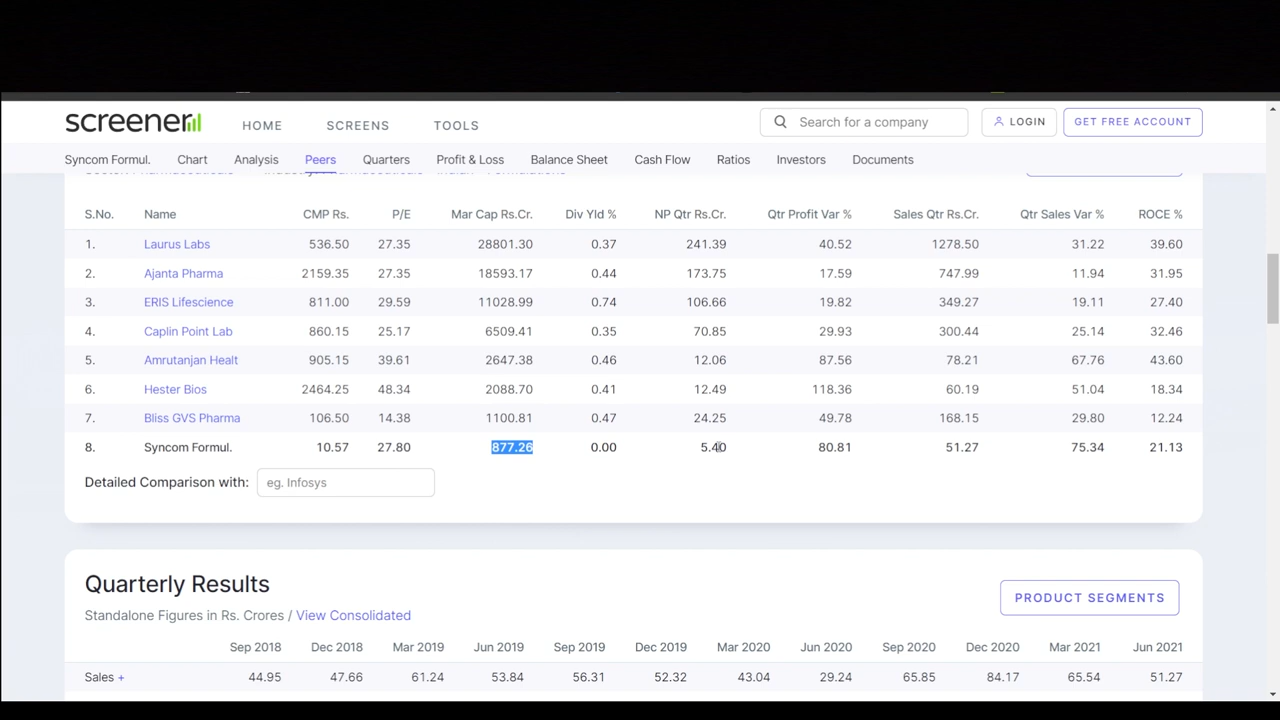 screener
HOME SCREENS TOOLS
Search for a company
LOGIN
GET FREE ACCOUNT
Syncom Formul. Chart Analysis Peers Quarters Profit & Loss Balance Sheet Cash Flow Ratios Investors Documents
S.No. Name CMP Rs. P/E Mar Cap Rs.Cr. Div Yld % NP Qtr Rs.Cr. Qtr Profit Var % Sales Qtr Rs.Cr. Qtr Sales Var % ROCE %
1. Laurus Labs 536.50 27.35 28801.30 0.37 241.39 40.52 1278.50 31.22 39.60
2. Ajanta Pharma 2159.35 27.35 18593.17 0.44 173.75 17.59 747.99 11.94 31.95
3. ERIS Lifescience 811.00 29.59 11028.99 0.74 106.66 19.82 349.27 19.11 27.40
4. Caplin Point Lab 860.15 25.17 6509.41 0.35 70.85 29.93 300.44 25.14 32.46
5. Amrutanjan Healt 905.15 39.61 2647.38 0.46 12.06 87.56 78.21 67.76 43.60
6. Hester Bios 2464.25 48.34 2088.70 0.41 12.49 118.36 60.19 51.04 18.34
7. Bliss GVS Pharma 106.50 14.38 1100.81 0.47 24.25 49.78 168.15 29.80 12.24
8. Syncom Formul. 10.57 27.80 877.26 0.00 5.40 80.81 51.27 75.34 21.13
Detailed Comparison with: eg. Infosys
Quarterly Results
PRODUCT SEGMENTS
Standalone Figures in Rs. Crores / View Consolidated
Sep 2018 Dec 2018 Mar 2019 Jun 2019 Sep 2019 Dec 2019 Mar 2020 Jun 2020 Sep 2020 Dec 2020 Mar 2021 Jun 2021
Sales + 44.95 47.66 61.24 53.84 56.31 52.32 43.04 29.24 65.85 84.17 65.54 51.27